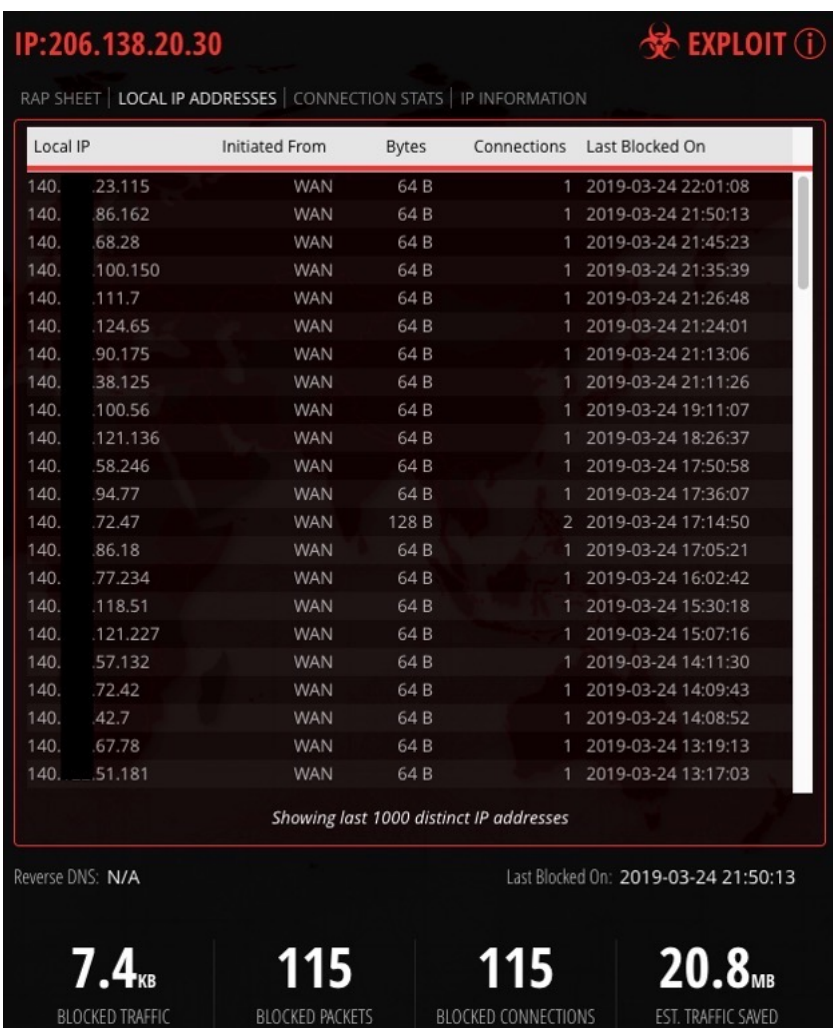 IP:206.138.20.30 EXPLOIT i
RAP SHEET | LOCAL IP ADDRESSES | CONNECTION STATS | IP INFORMATION
Local IP Initiated From Bytes Connections Last Blocked On
140. .23.115 WAN 64 B 1 2019-03-24 22:01:08
140. .86.162 WAN 64 B 1 2019-03-24 21:50:13
140. .68.28 WAN 64 B 1 2019-03-24 21:45:23
140. .100.150 WAN 64 B 1 2019-03-24 21:35:39
140. .111.7 WAN 64 B 1 2019-03-24 21:26:48
140. .124.65 WAN 64 B 1 2019-03-24 21:24:01
140. .90.175 WAN 64 B 1 2019-03-24 21:13:06
140. .38.125 WAN 64 B 1 2019-03-24 21:11:26
140. .100.56 WAN 64 B 1 2019-03-24 19:11:07
140. .121.136 WAN 64 B 1 2019-03-24 18:26:37
140. .58.246 WAN 64 B 1 2019-03-24 17:50:58
140. .94.77 WAN 64 B 1 2019-03-24 17:36:07
140. .72.47 WAN 128 B 2 2019-03-24 17:14:50
140. .86.18 WAN 64 B 1 2019-03-24 17:05:21
140. .77.234 WAN 64 B 1 2019-03-24 16:02:42
140. .118.51 WAN 64 B 1 2019-03-24 15:30:18
140. .121.227 WAN 64 B 1 2019-03-24 15:07:16
140. .57.132 WAN 64 B 1 2019-03-24 14:11:30
140. .72.42 WAN 64 B 1 2019-03-24 14:09:43
140. .42.7 WAN 64 B 1 2019-03-24 14:08:52
140. .67.78 WAN 64 B 1 2019-03-24 13:19:13
140. .51.181 WAN 64 B 1 2019-03-24 13:17:03
Showing last 1000 distinct IP addresses
Reverse DNS: N/A Last Blocked On: 2019-03-24 21:50:13
7.4KB 115 115 20.8MB
BLOCKED TRAFFIC BLOCKED PACKETS BLOCKED CONNECTIONS EST. TRAFFIC SAVED